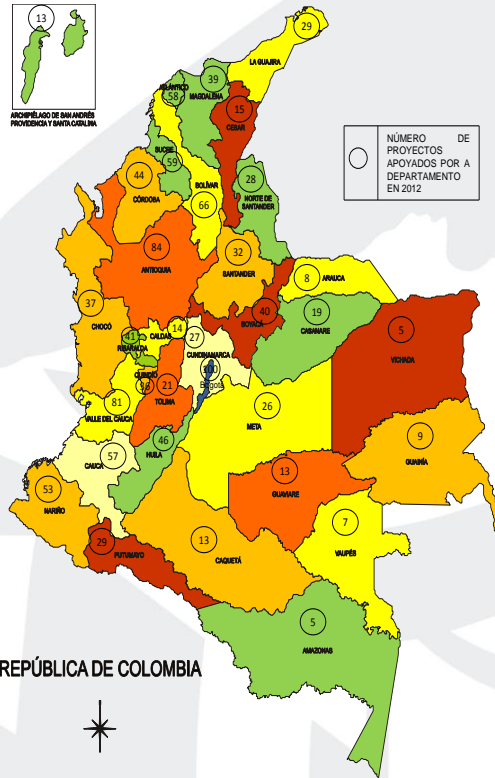 13
ARCHIPIÉLAGO DE SAN ANDRÉS
PROVIDENCIA Y SANTA CATALINA
29
LA GUAJIRA
39
MAGDALENA
ATLÁNTICO
58
15
CESAR
NÚMERO DE
PROYECTOS
APOYADOS POR A
DEPARTAMENTO
EN 2012
SUCRE
59
44
CÓRDOBA
BOLÍVAR
66
28
NORTE DE
SANTANDER
84
ANTIOQUIA
32
SANTANDER
8
ARAUCA
37
CHOCÓ
40
BOYACÁ
19
CASANARE
5
VICHADA
41
RISARALDA
14
CALDAS
27
CUNDINAMARCA
Bogotá
QUINDÍO
36
21
TOLIMA
81
VALLE DEL CAUCA
26
META
9
GUAINÍA
46
HUILA
57
CAUCA
13
GUAVIARE
53
NARIÑO
7
VAUPÉS
29
PUTUMAYO
13
CAQUETÁ
5
AMAZONAS
REPÚBLICA DE COLOMBIA